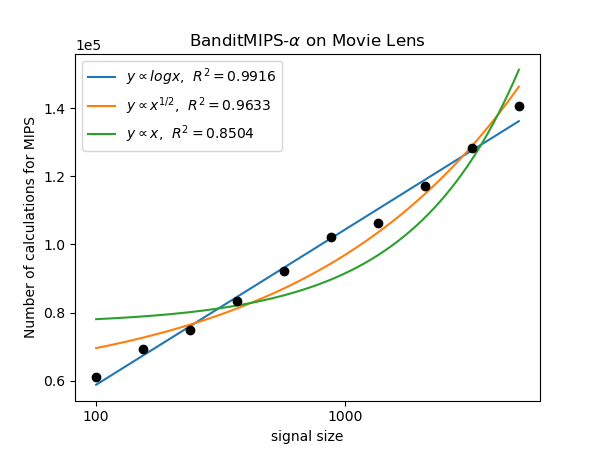 BanditMIPS-α on Movie Lens
1e5
y ∝ logx, R² = 0.9916
y ∝ x^{1/2}, R² = 0.9633
y ∝ x, R² = 0.8504
1.4
1.2
1.0
0.8
0.6
Number of calculations for MIPS
100
1000
signal size